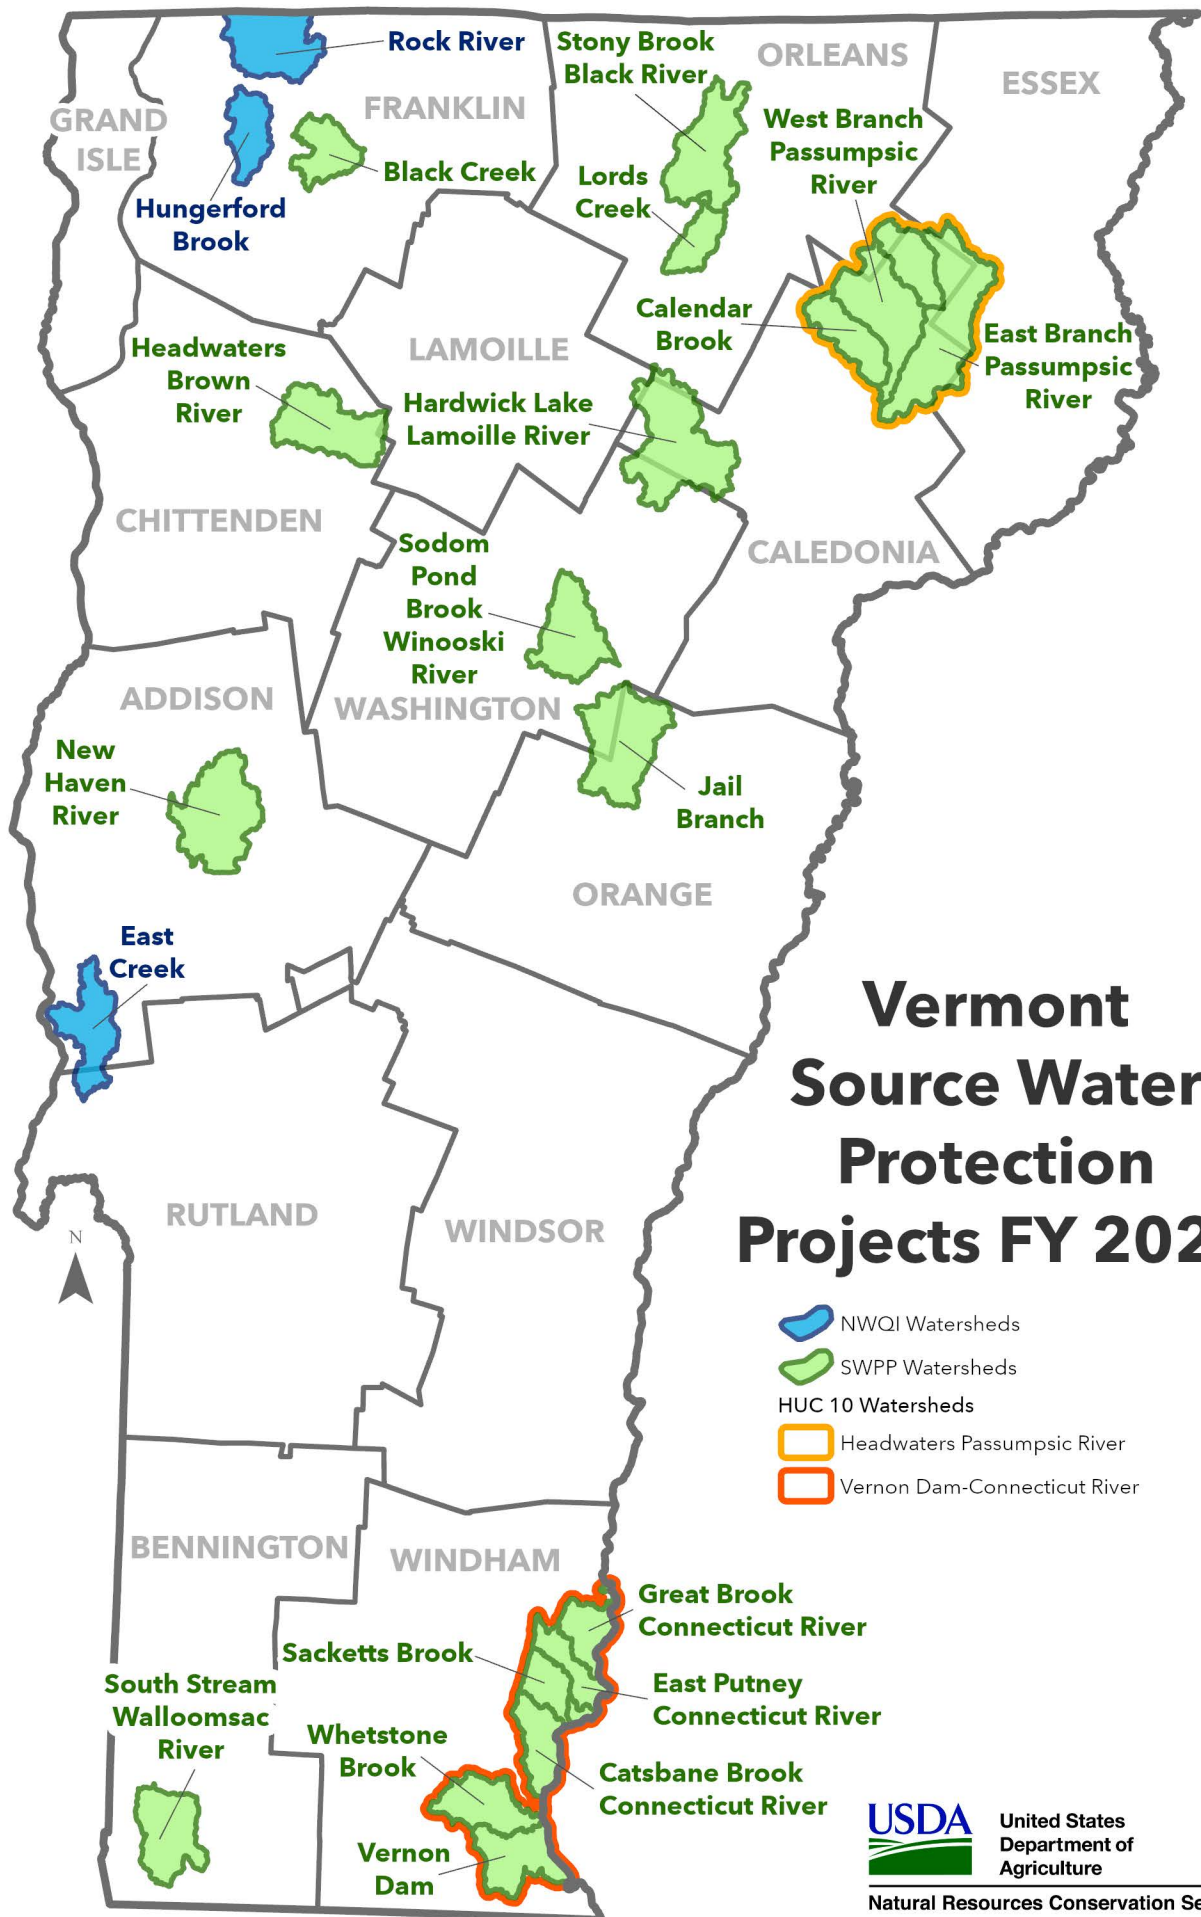 Rock River
Stony Brook
Black River
ORLEANS
ESSEX
GRAND
ISLE
FRANKLIN
West Branch
Passumpsic
River
Black Creek
Lords
Creek
Hungerford
Brook
Calendar
Brook
East Branch
Passumpsic
River
Headwaters
Brown
River
LAMOILLE
Hardwick Lake
Lamoille River
CHITTENDEN
CALEDONIA
Sodom
Pond
Brook
Winooski
River
ADDISON
WASHINGTON
New
Haven
River
Jail
Branch
ORANGE
East
Creek
Vermont
Source Water
Protection
Projects FY 202
RUTLAND
WINDSOR
N
NWQI Watersheds
SWPP Watersheds
HUC 10 Watersheds
Headwaters Passumpsic River
Vernon Dam-Connecticut River
BENNINGTON
WINDHAM
Great Brook
Connecticut River
Sacketts Brook
East Putney
Connecticut River
South Stream
Walloomsac
River
Whetstone
Brook
Catsbane Brook
Connecticut River
Vernon
Dam
USDA
United States
Department of
Agriculture
Natural Resources Conservation Se